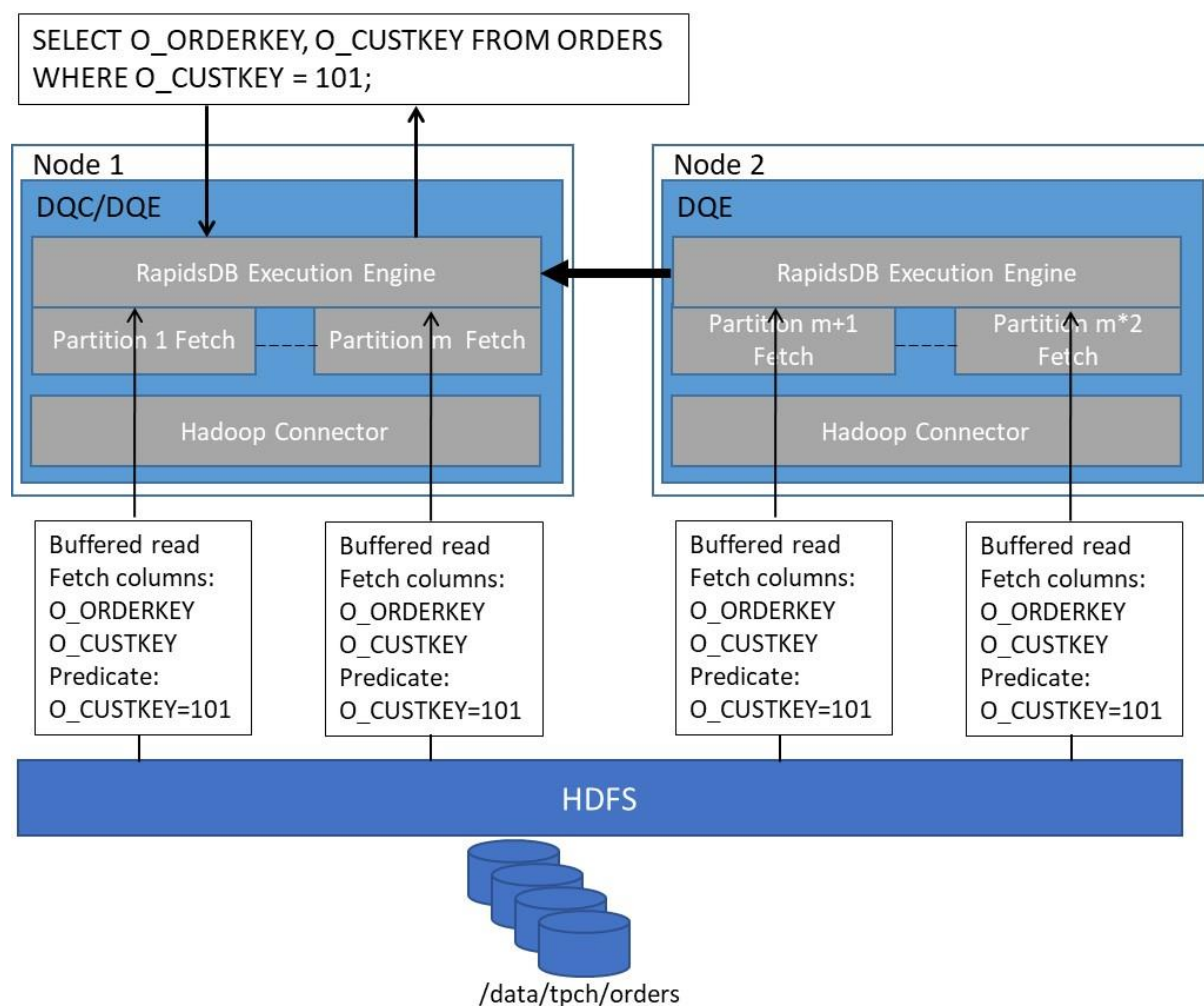 SELECT O_ORDERKEY, O_CUSTKEY FROM ORDERS
WHERE O_CUSTKEY = 101;
Node 1
DQC/DQE
RapidsDB Execution Engine
Partition 1 Fetch
Partition m Fetch
Hadoop Connector
Node 2
DQE
RapidsDB Execution Engine
Partition m+1
Fetch
Partition m*2
Fetch
Hadoop Connector
Buffered read
Fetch columns:
O_ORDERKEY
O_CUSTKEY
Predicate:
O_CUSTKEY=101
Buffered read
Fetch columns:
O_ORDERKEY
O_CUSTKEY
Predicate:
O_CUSTKEY=101
Buffered read
Fetch columns:
O_ORDERKEY
O_CUSTKEY
Predicate:
O_CUSTKEY=101
Buffered read
Fetch columns:
O_ORDERKEY
O_CUSTKEY
Predicate:
O_CUSTKEY=101
HDFS
/data/tpch/orders